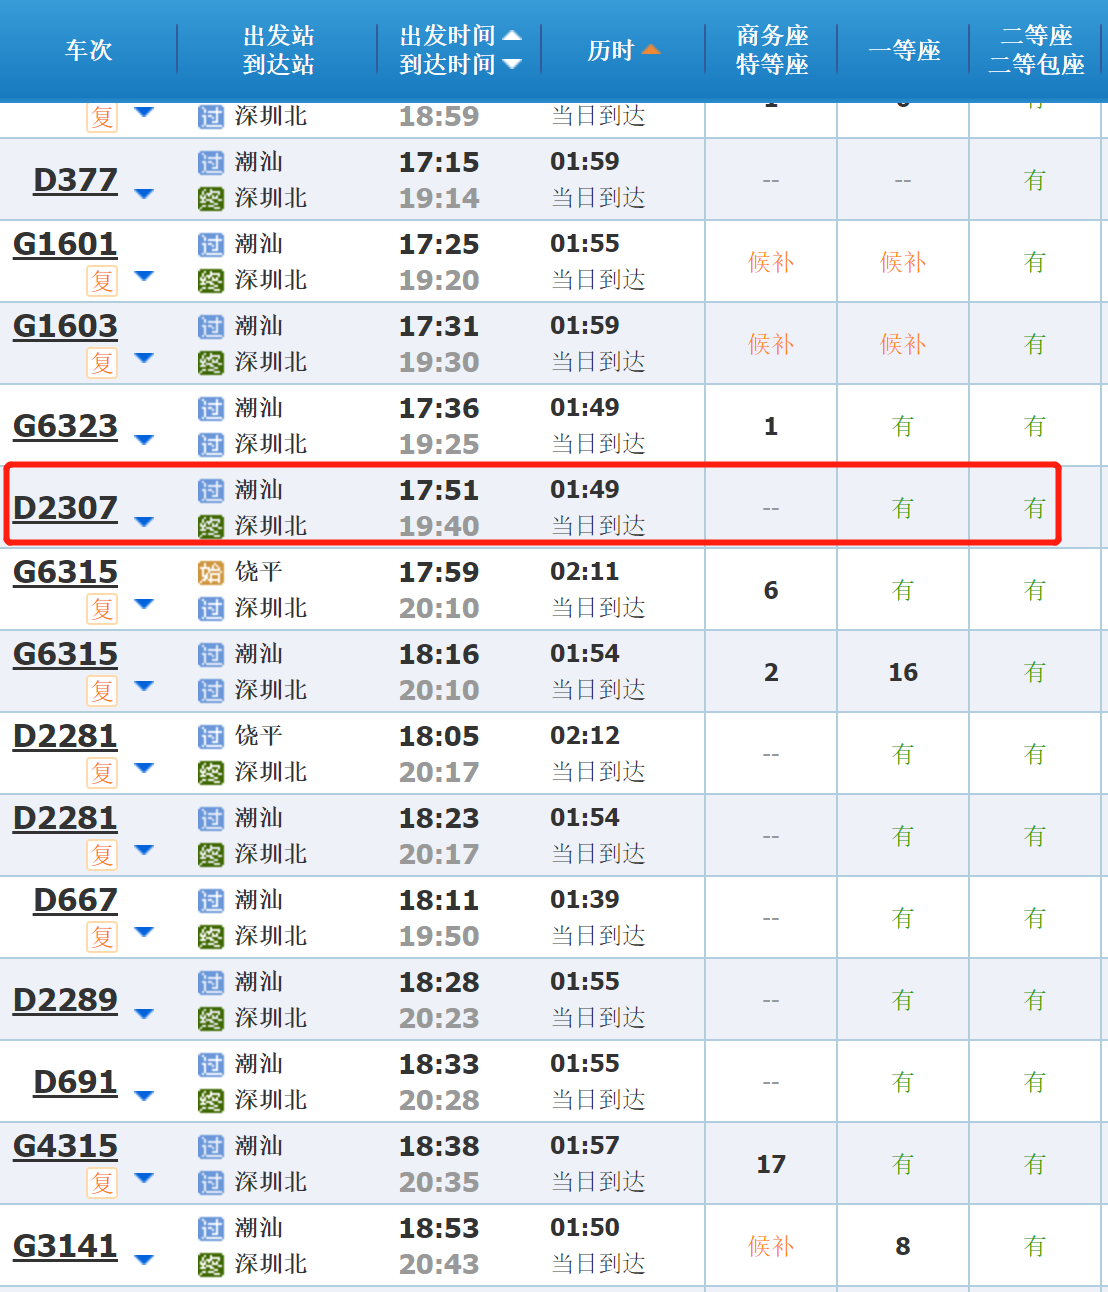 车次
出发站
到达站
出发时间
到达时间
历时
商务座
特等座
一等座
二等座
二等包座
复 过 深圳北 18:59 当日到达 有
D377 过 潮汕 17:15 01:59 -- -- 有
终 深圳北 19:14 当日到达
G1601 过 潮汕 17:25 01:55 候补 候补 有
复 终 深圳北 19:20 当日到达
G1603 过 潮汕 17:31 01:59 候补 候补 有
复 终 深圳北 19:30 当日到达
G6323 过 潮汕 17:36 01:49 1 有 有
过 深圳北 19:25 当日到达
D2307 过 潮汕 17:51 01:49 -- 有 有
终 深圳北 19:40 当日到达
G6315 始 饶平 17:59 02:11 6 有 有
复 过 深圳北 20:10 当日到达
G6315 过 潮汕 18:16 01:54 2 16 有
复 过 深圳北 20:10 当日到达
D2281 过 饶平 18:05 02:12 -- 有 有
复 终 深圳北 20:17 当日到达
D2281 过 潮汕 18:23 01:54 -- 有 有
复 终 深圳北 20:17 当日到达
D667 过 潮汕 18:11 01:39 -- 有 有
复 终 深圳北 19:50 当日到达
D2289 过 潮汕 18:28 01:55 -- 有 有
终 深圳北 20:23 当日到达
D691 过 潮汕 18:33 01:55 -- 有 有
终 深圳北 20:28 当日到达
G4315 过 潮汕 18:38 01:57 17 有 有
复 过 深圳北 20:35 当日到达
G3141 过 潮汕 18:53 01:50 候补 8 有
终 深圳北 20:43 当日到达